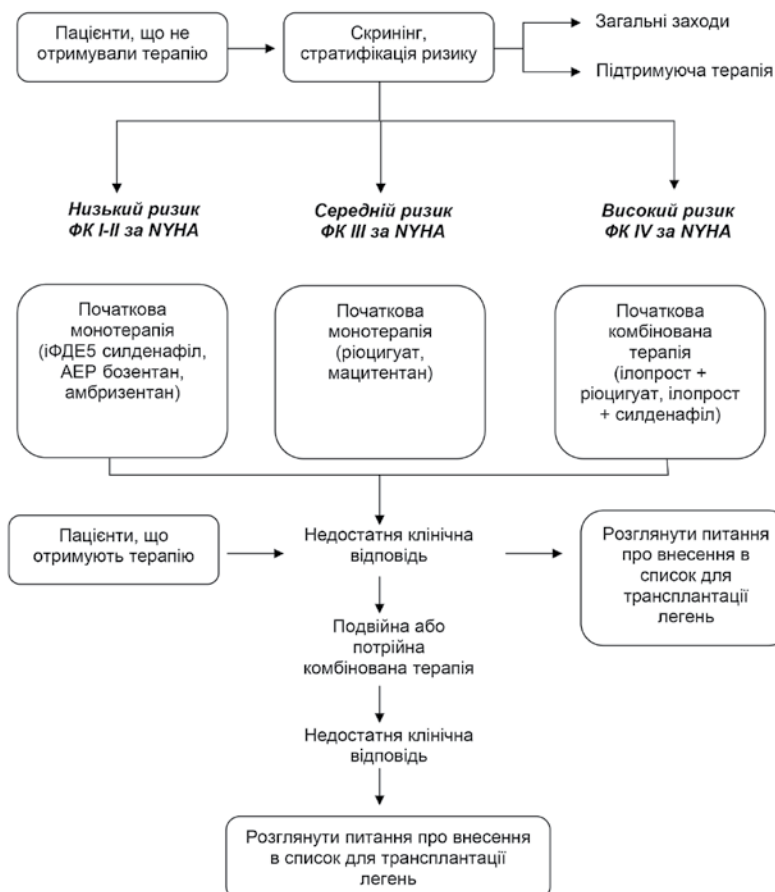 Пацієнти, що не
отримували терапію
Скринінг,
стратифікація ризику
Загальні заходи
Підтримуюча терапія
Низький ризик
ФК I-II за NYHA
Середній ризик
ФК III за NYHA
Високий ризик
ФК IV за NYHA
Початкова
монотерапія
(іФДЕ5 силденафіл,
АЕР бозентан,
амбризентан)
Початкова
монотерапія
(ріоцигуат,
мацитентан)
Початкова
комбінована
терапія
(ілопрост +
ріоцигуат, ілопрост
+ силденафіл)
Пацієнти, що
отримують терапію
Недостатня клінічна
відповідь
Розглянути питання
про внесення в
список для
трансплантації
легень
Подвійна або
потрійна
комбінована терапія
Недостатня клінічна
відповідь
Розглянути питання про внесення
в список для трансплантації
легень